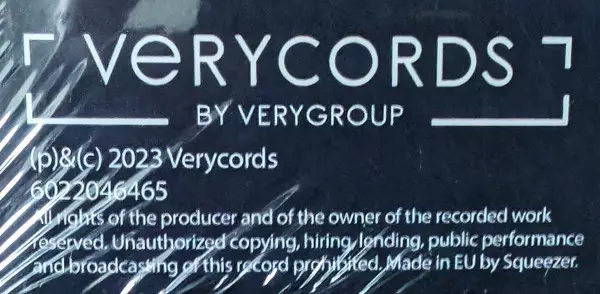 VeRYCORDS
BY VERYGROUP
(p)&(c) 2023 Verycords
6022046465
All rights of the producer and of the owner of the recorded work
reserved. Unauthorized copying, hiring, lending, public performance
and broadcasting of this record prohibited. Made in EU by Squeezer.